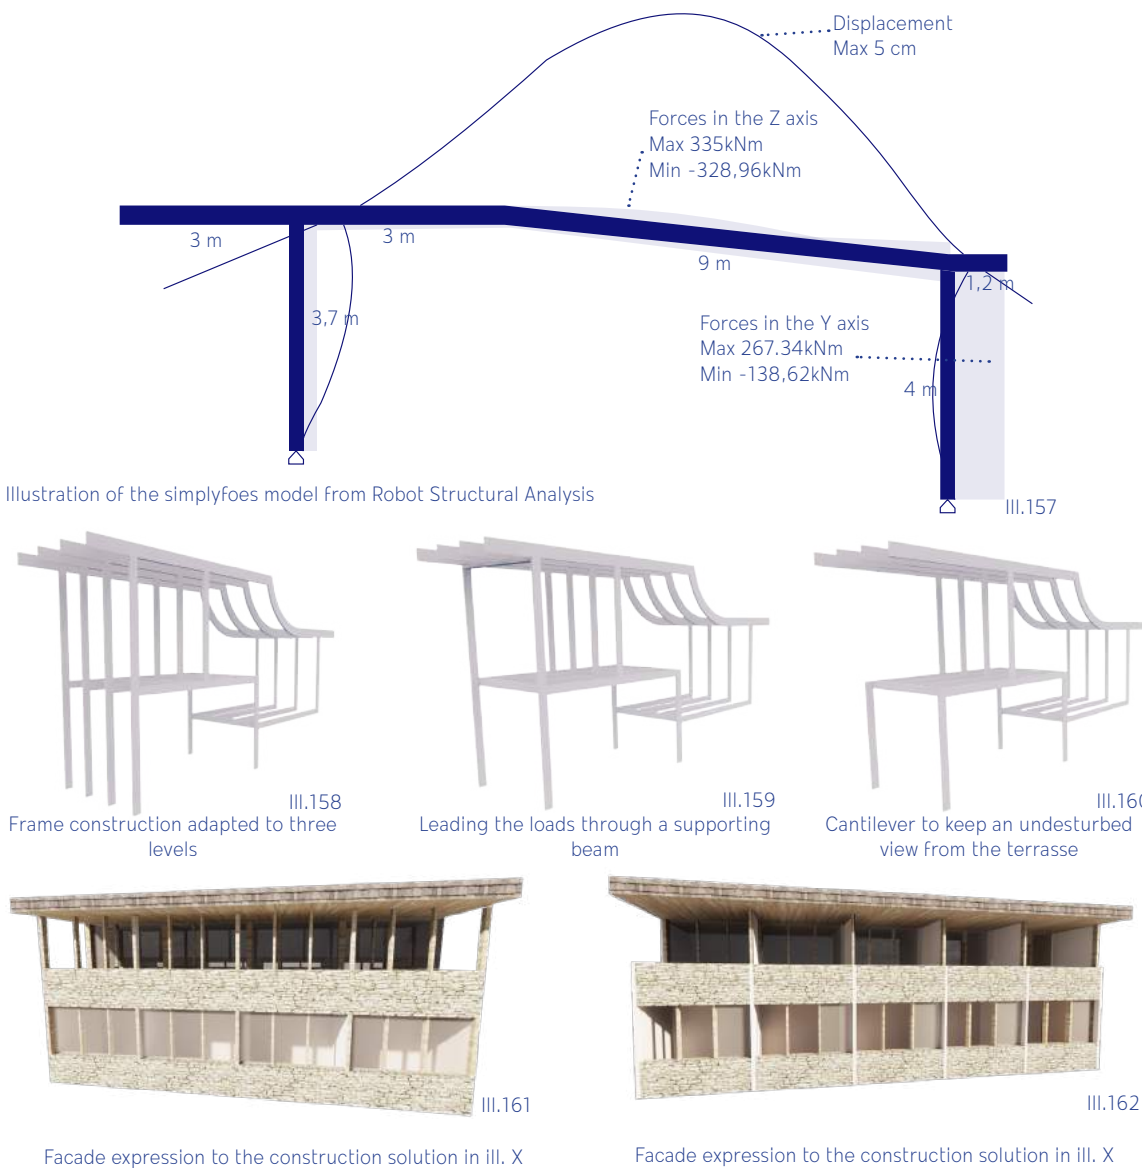 Displacement
Max 5 cm
Forces in the Z axis
Max 335kNm
Min -328,96kNm
3 m
3 m
9 m
1,2 m
3,7 m
Forces in the Y axis
Max 267.34kNm
Min -138,62kNm
4 m
Illustration of the simplyfoes model from Robot Structural Analysis
Ill.157
Ill.158
Frame construction adapted to three
levels
Ill.159
Leading the loads through a supporting
beam
Ill.160
Cantilever to keep an undesturbed
view from the terrasse
Ill.161
Facade expression to the construction solution in ill. X
Ill.162
Facade expression to the construction solution in ill. X